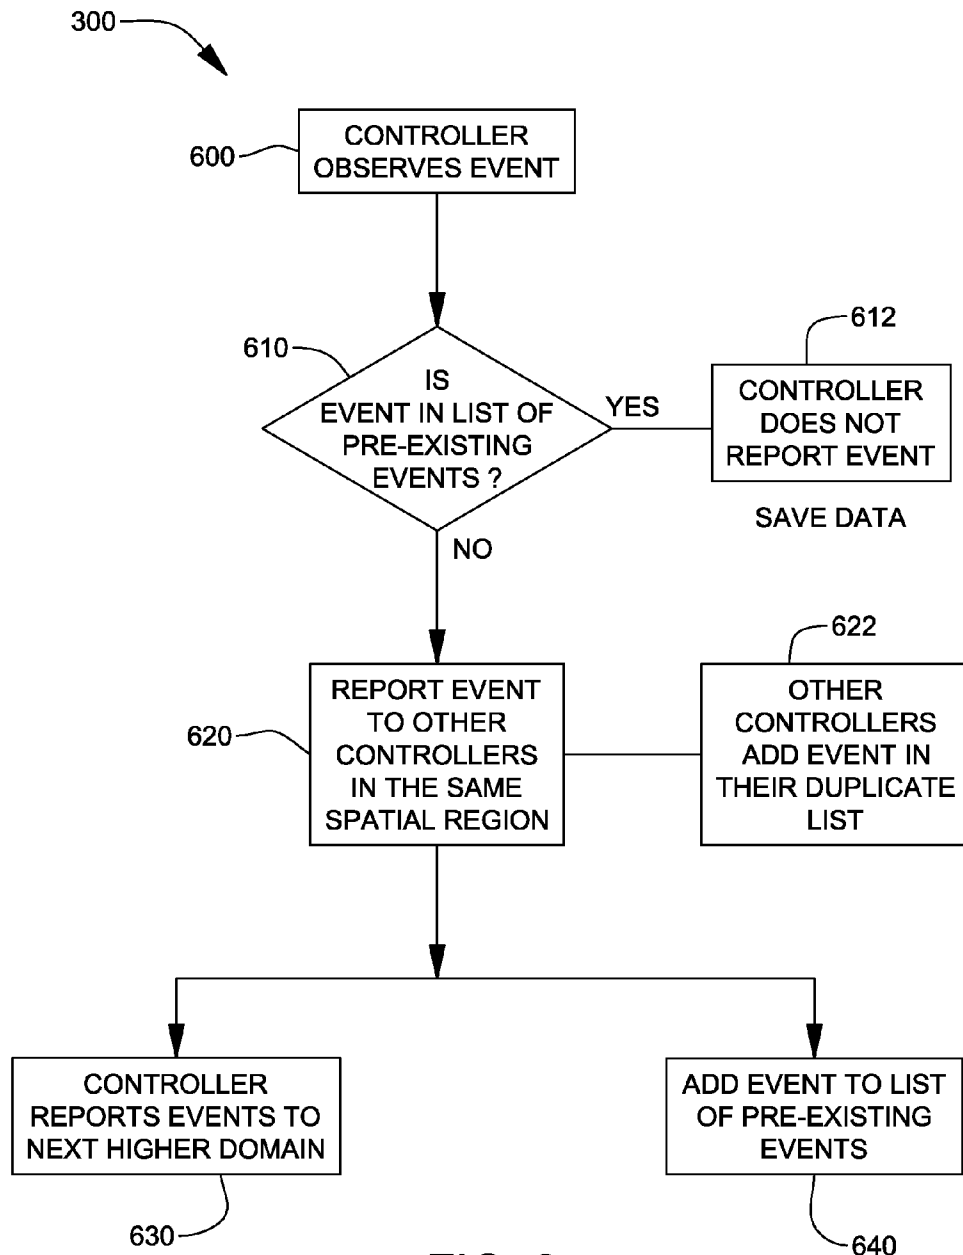 300
CONTROLLER
OBSERVES EVENT
600
610
IS
EVENT IN LIST OF
PRE-EXISTING
EVENTS ?
YES
612
CONTROLLER
DOES NOT
REPORT EVENT
SAVE DATA
NO
620
REPORT EVENT
TO OTHER
CONTROLLERS
IN THE SAME
SPATIAL REGION
622
OTHER
CONTROLLERS
ADD EVENT IN
THEIR DUPLICATE
LIST
CONTROLLER
REPORTS EVENTS TO
NEXT HIGHER DOMAIN
630
ADD EVENT TO LIST
OF PRE-EXISTING
EVENTS
640